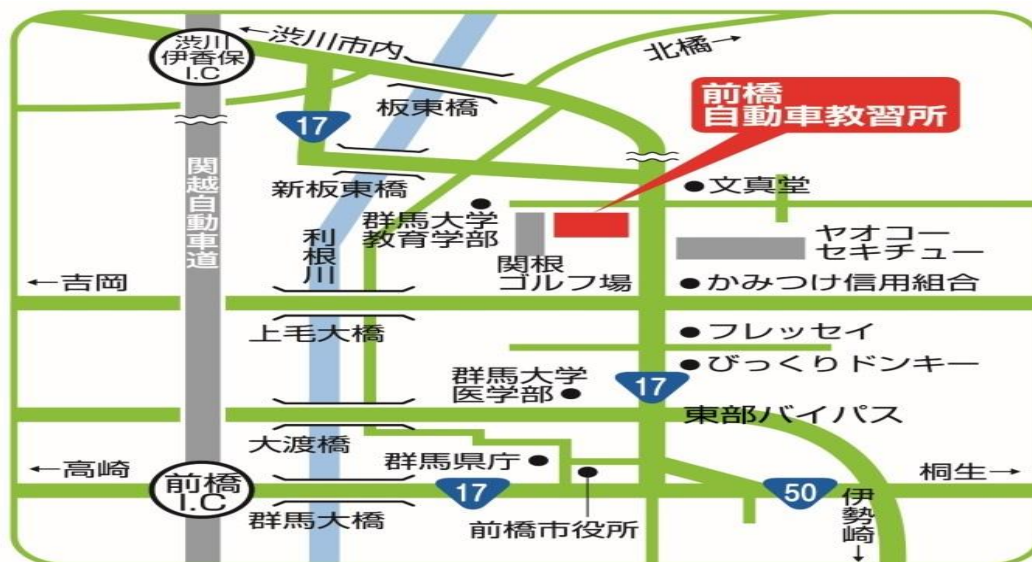 渋川
伊香保
I.C
←渋川市内
北橘→
17
板東橋
前橋
自動車教習所
新板東橋
関越自動車道
利根川
群馬大学
教育学部
文真堂
関根
ゴルフ場
ヤオコー
セキチュー
←吉岡
かみつけ信用組合
上毛大橋
フレッセイ
びっくりドンキー
群馬大学
医学部
17
東部バイパス
大渡橋
←高崎
前橋
I.C
群馬県庁
17
50
桐生→
群馬大橋
前橋市役所
伊勢崎
↓